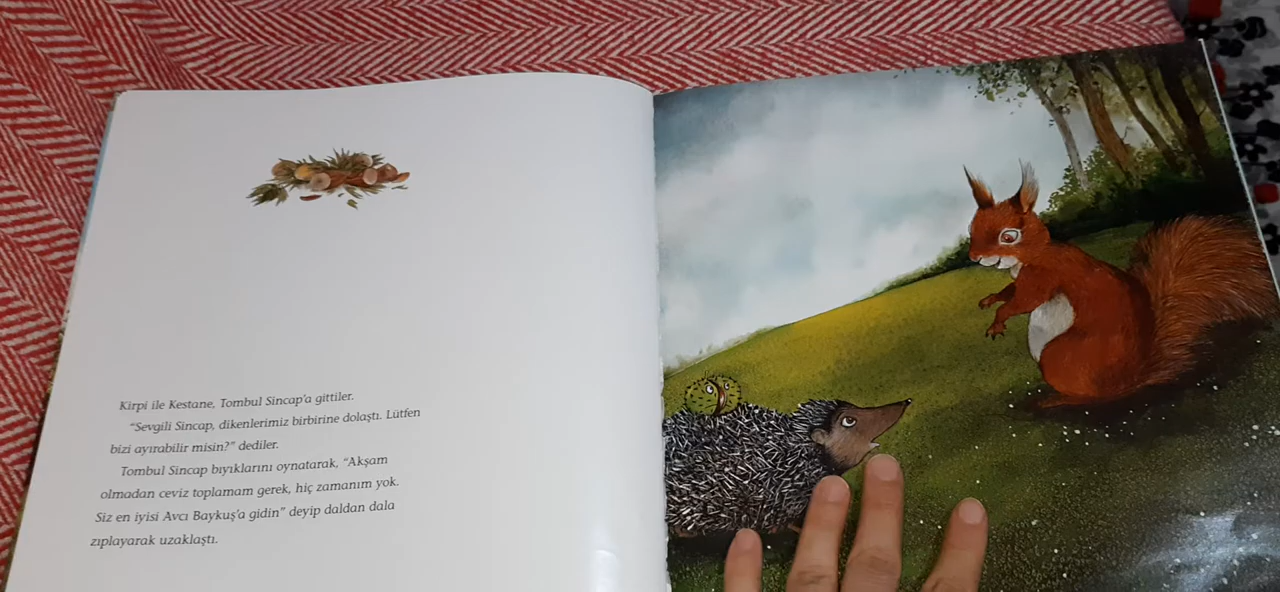 Kirpi ile Kestane, Tombul Sincap'a gittiler.
"Sevgili Sincap, dikenlerimiz birbirine dolaştı. Lütfen
bizi ayırabilir misin?" dediler.
Tombul Sincap bıyıklarını oynatarak, "Akşam
olmadan ceviz toplamam gerek, hiç zamanım yok.
Siz en iyisi Avcı Baykuş'a gidin" deyip daldan dala
zıplayarak uzaklaştı.